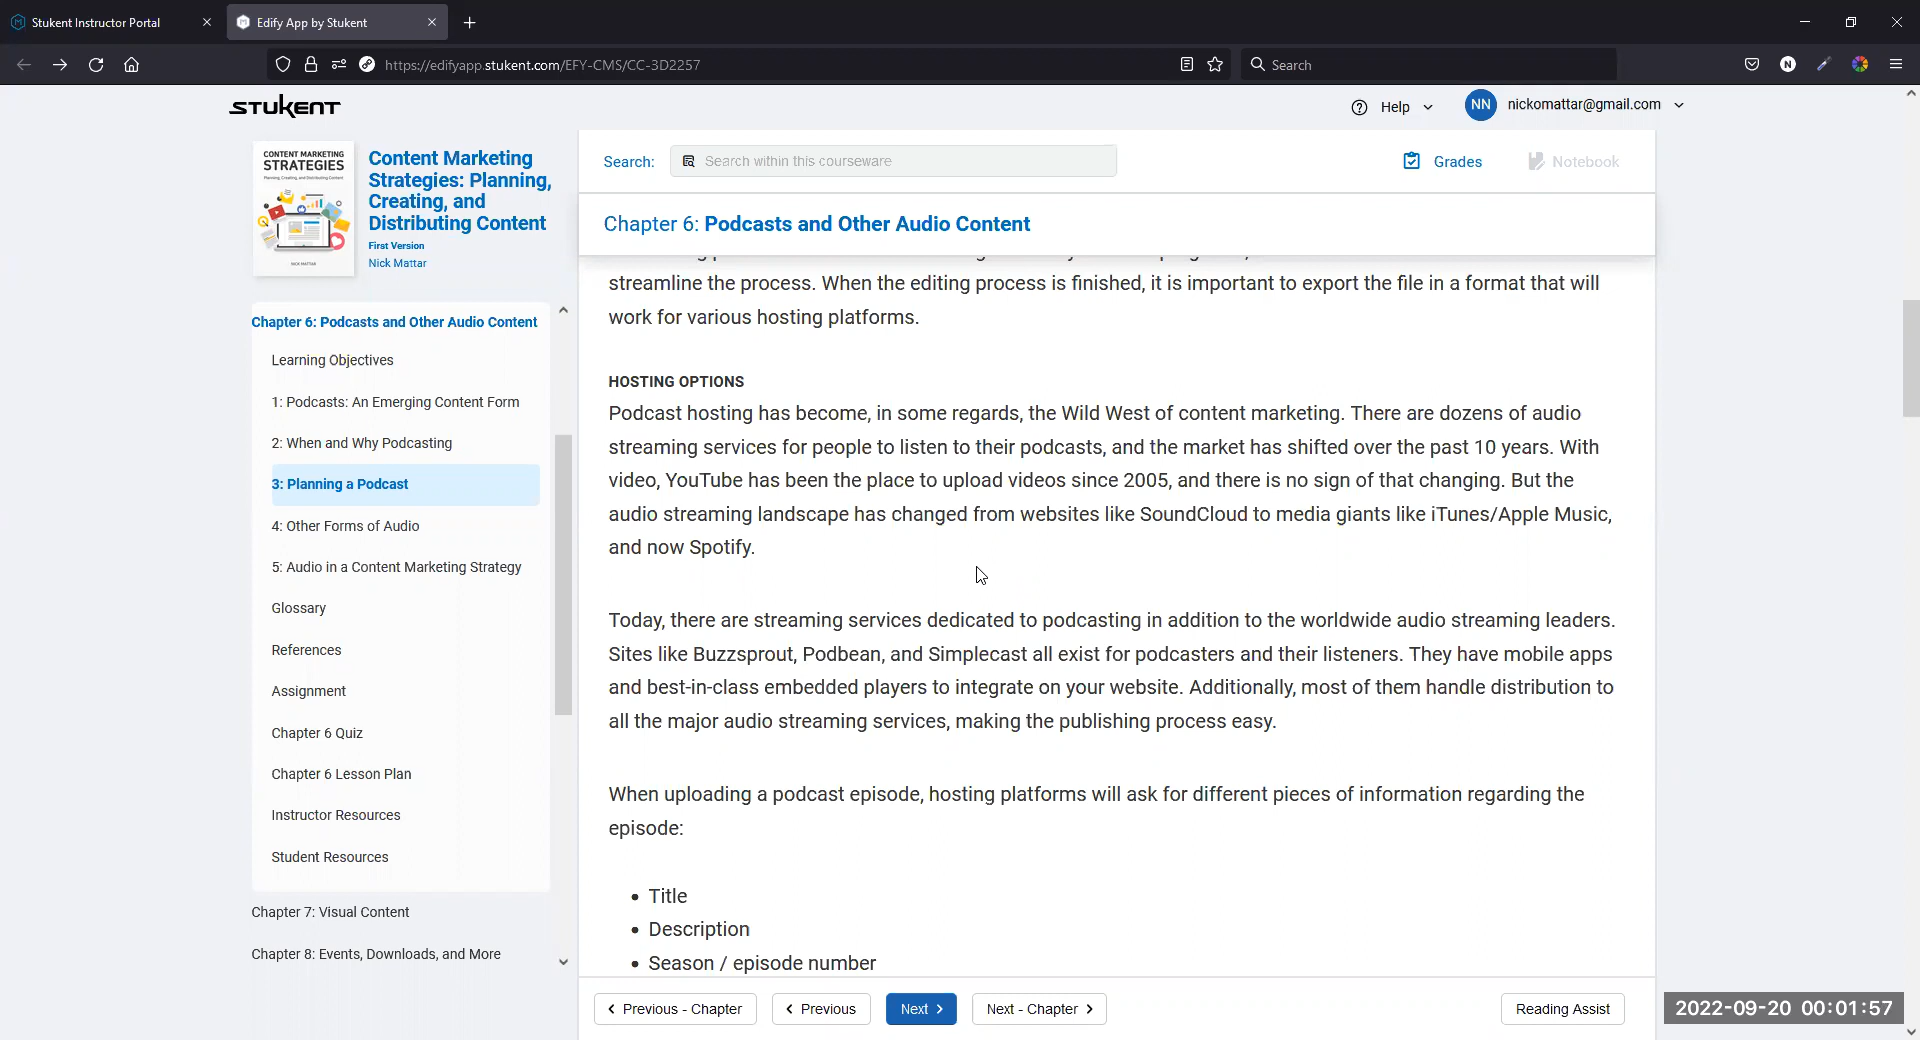 Stukent Instructor Portal
Edify App by Stukent
https://edifyapp.stukent.com/EFY-CMS/CC-3D2257
Search
STUKENT
Help
NN
nickomattar@gmail.com
CONTENT MARKETING
STRATEGIES
Planning, Creating, and Distributing Content
NICK MATTAR
Content Marketing
Strategies: Planning,
Creating, and
Distributing Content
First Version
Nick Mattar
Search:
Search within this courseware
Grades
Notebook
Chapter 6: Podcasts and Other Audio Content
Chapter 6: Podcasts and Other Audio Content
Learning Objectives
1: Podcasts: An Emerging Content Form
2: When and Why Podcasting
3: Planning a Podcast
4: Other Forms of Audio
5: Audio in a Content Marketing Strategy
Glossary
References
Assignment
Chapter 6 Quiz
Chapter 6 Lesson Plan
Instructor Resources
Student Resources
Chapter 7: Visual Content
Chapter 8: Events, Downloads, and More
streamline the process. When the editing process is finished, it is important to export the file in a format that will
work for various hosting platforms.
HOSTING OPTIONS
Podcast hosting has become, in some regards, the Wild West of content marketing. There are dozens of audio
streaming services for people to listen to their podcasts, and the market has shifted over the past 10 years. With
video, YouTube has been the place to upload videos since 2005, and there is no sign of that changing. But the
audio streaming landscape has changed from websites like SoundCloud to media giants like iTunes/Apple Music,
and now Spotify.
Today, there are streaming services dedicated to podcasting in addition to the worldwide audio streaming leaders.
Sites like Buzzsprout, Podbean, and Simplecast all exist for podcasters and their listeners. They have mobile apps
and best-in-class embedded players to integrate on your website. Additionally, most of them handle distribution to
all the major audio streaming services, making the publishing process easy.
When uploading a podcast episode, hosting platforms will ask for different pieces of information regarding the
episode:
• Title
• Description
• Season / episode number
Previous - Chapter
Previous
Next
Next - Chapter
Reading Assist
2022-09-20 00:01:57